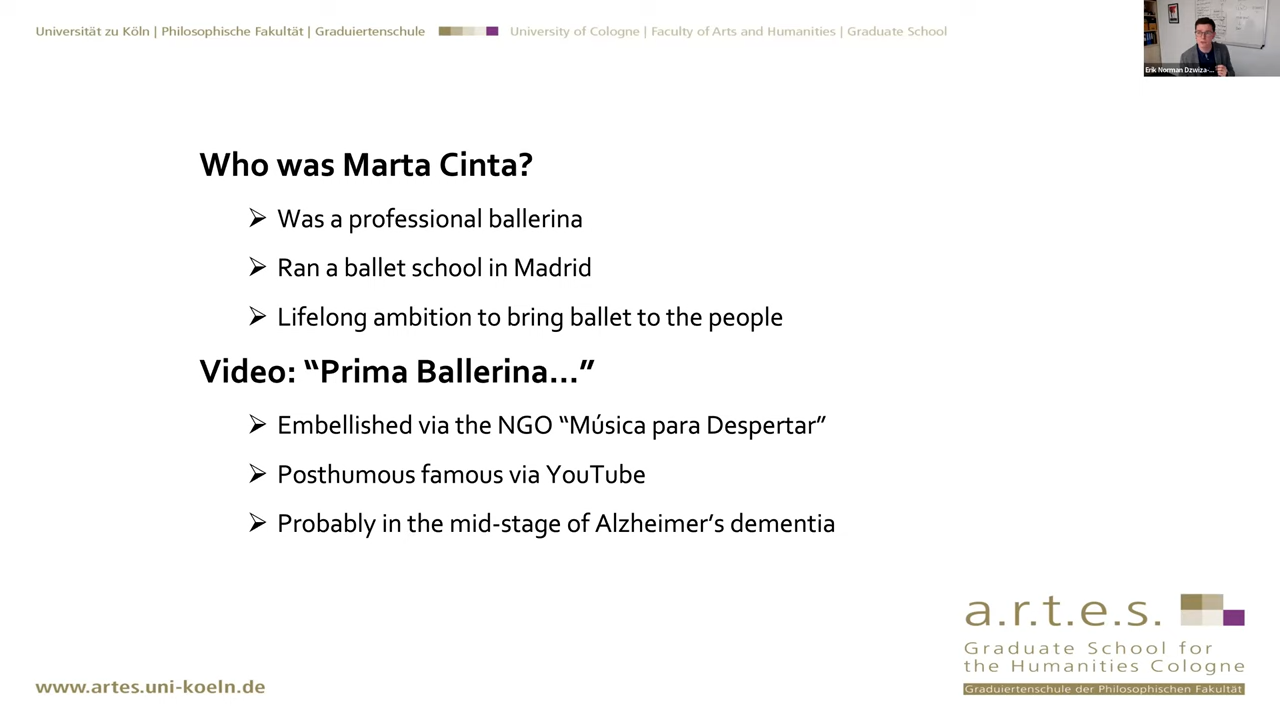 Universität zu Köln | Philosophische Fakultät | Graduiertenschule University of Cologne | Faculty of Arts and Humanities | Graduate School
Erik Norman Dzwiza-...
Who was Marta Cinta?
➢ Was a professional ballerina
➢ Ran a ballet school in Madrid
➢ Lifelong ambition to bring ballet to the people
Video: “Prima Ballerina…”
➢ Embellished via the NGO “Música para Despertar”
➢ Posthumous famous via YouTube
➢ Probably in the mid-stage of Alzheimer’s dementia
a.r.t.e.s.
Graduate School for
the Humanities Cologne
Graduiertenschule der Philosophischen Fakultät
www.artes.uni-koeln.de